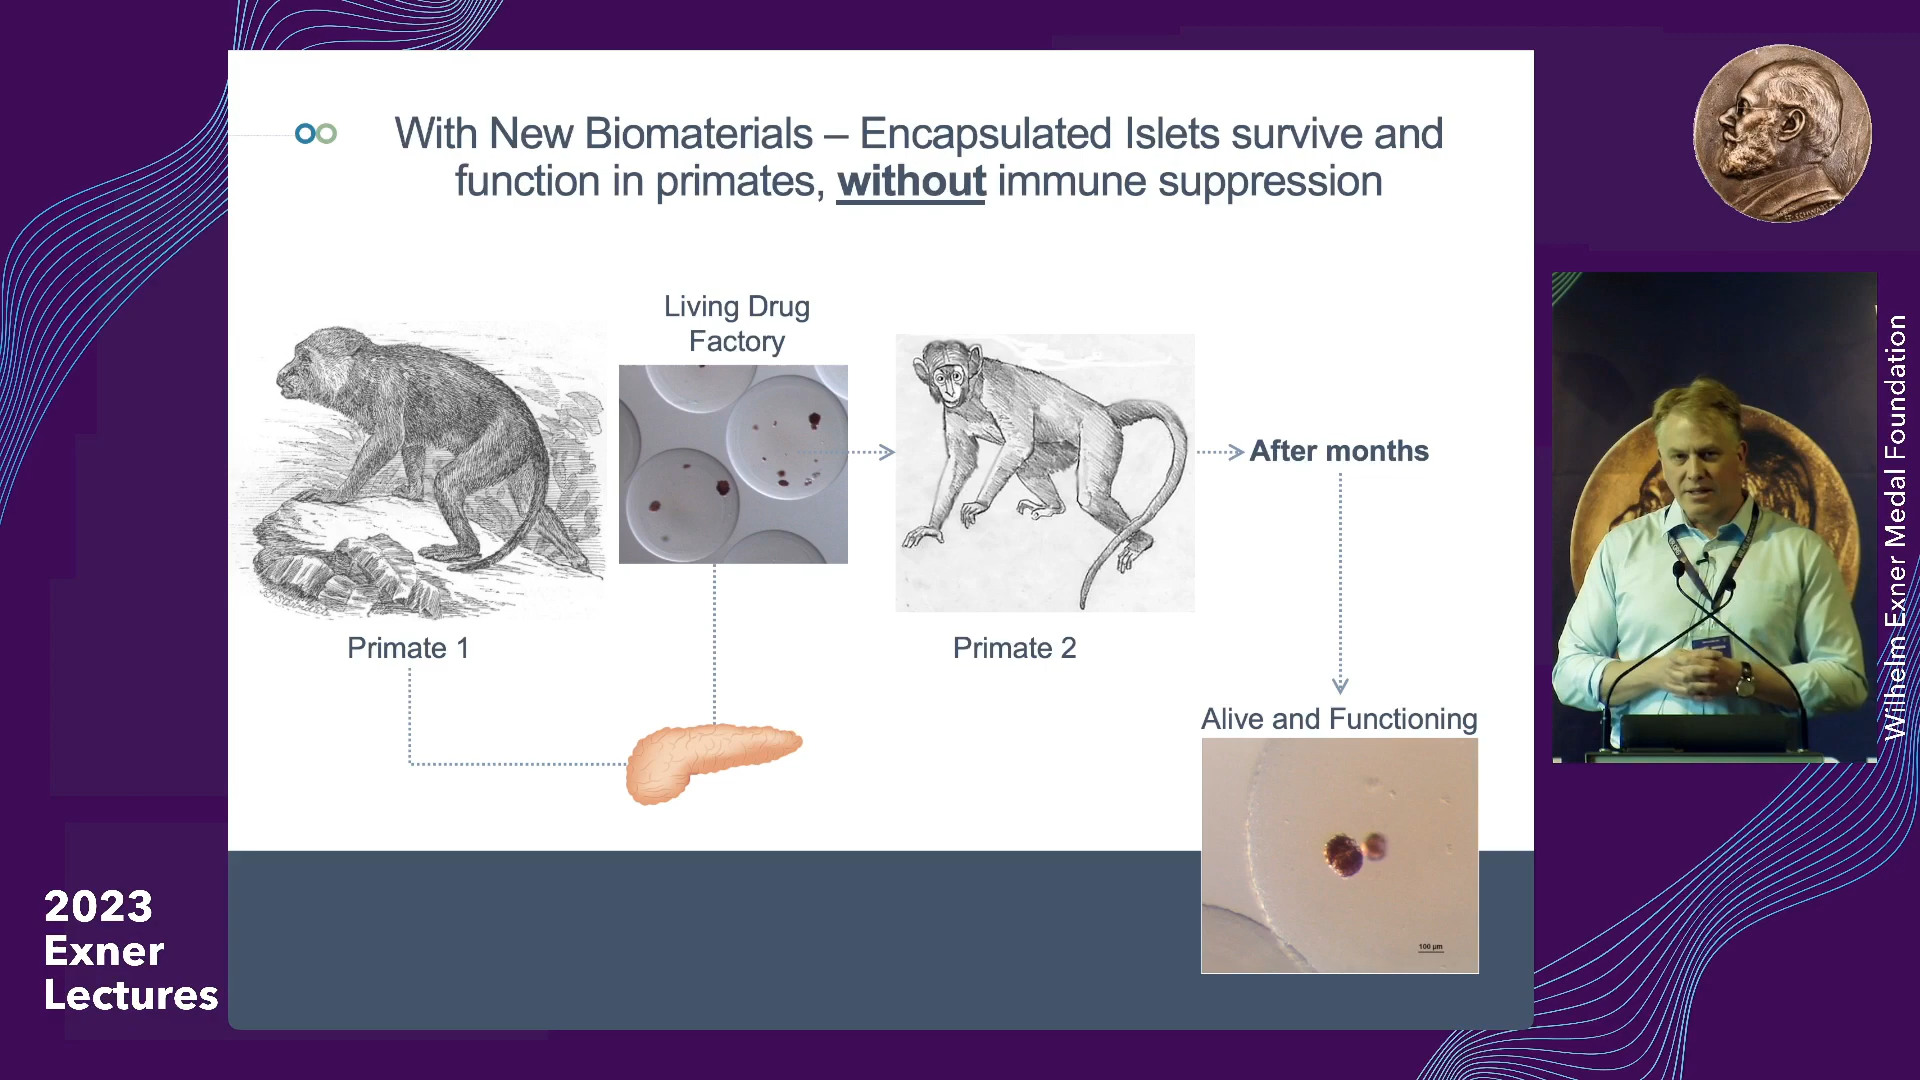 With New Biomaterials – Encapsulated Islets survive and
function in primates, without immune suppression
Living Drug
Factory
After months
Primate 1
Primate 2
Alive and Functioning
100 µm
Wilhelm Exner Medal Foundation
2023
Exner
Lectures